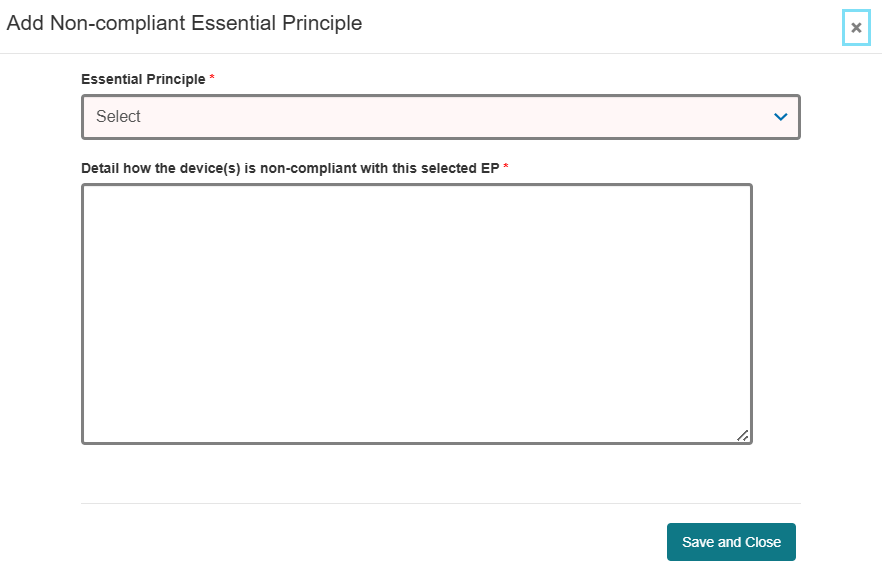 Add Non-compliant Essential Principle
Essential Principle *
Select
Detail how the device(s) is non-compliant with this selected EP *
Save and Close